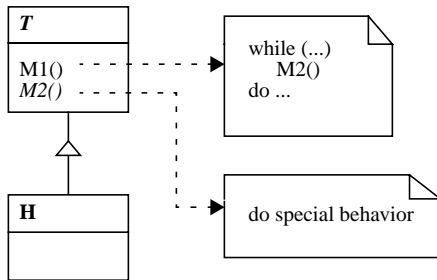 T
M1()
M2()
while (...)
M2()
do ...
H
do special behavior